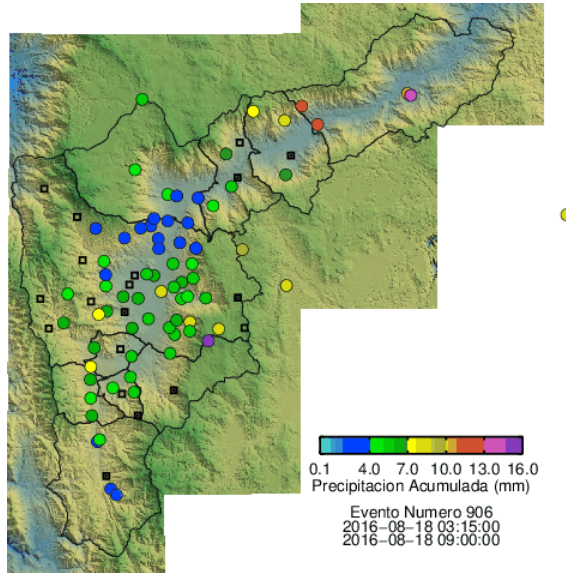 0.1 4.0 7.0 10.0 13.0 16.0
Precipitacion Acumulada (mm)
Evento Numero 906
2016-08-18 03:15:00
2016-08-18 09:00:00